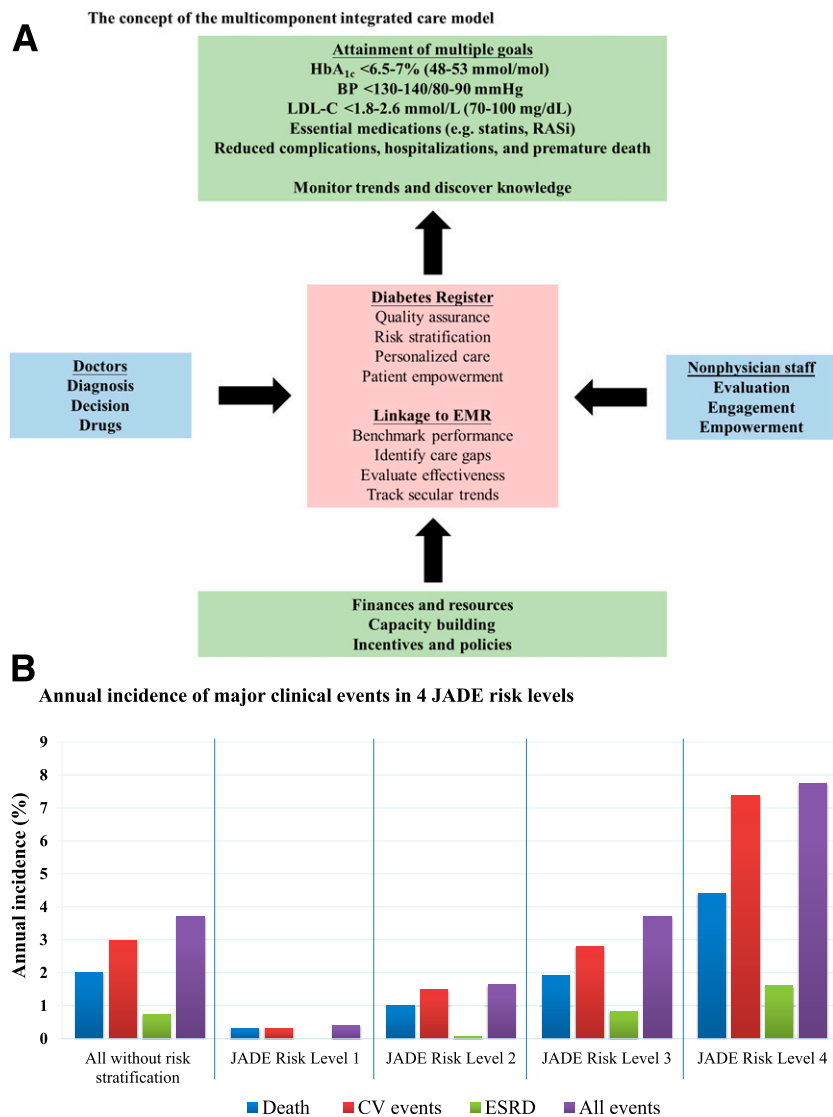 The concept of the multicomponent integrated care model
A
Attainment of multiple goals
HbA1c <6.5-7% (48-53 mmol/mol)
BP <130-140/80-90 mmHg
LDL-C <1.8-2.6 mmol/L (70-100 mg/dL)
Essential medications (e.g. statins, RASi)
Reduced complications, hospitalizations, and premature death
Monitor trends and discover knowledge
Doctors
Diagnosis
Decision
Drugs
Diabetes Register
Quality assurance
Risk stratification
Personalized care
Patient empowerment
Linkage to EMR
Benchmark performance
Identify care gaps
Evaluate effectiveness
Track secular trends
Nonphysician staff
Evaluation
Engagement
Empowerment
Finances and resources
Capacity building
Incentives and policies
B
Annual incidence of major clinical events in 4 JADE risk levels
Annual incidence (%)
9
8
7
6
5
4
3
2
1
0
All without risk
stratification
JADE Risk Level 1
JADE Risk Level 2
JADE Risk Level 3
JADE Risk Level 4
Death
CV events
ESRD
All events